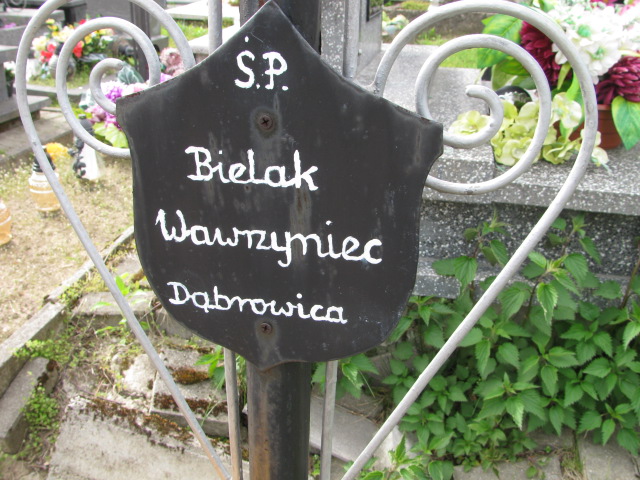 Ś.P.
Bielak
Wawrzyniec
Dąbrowica